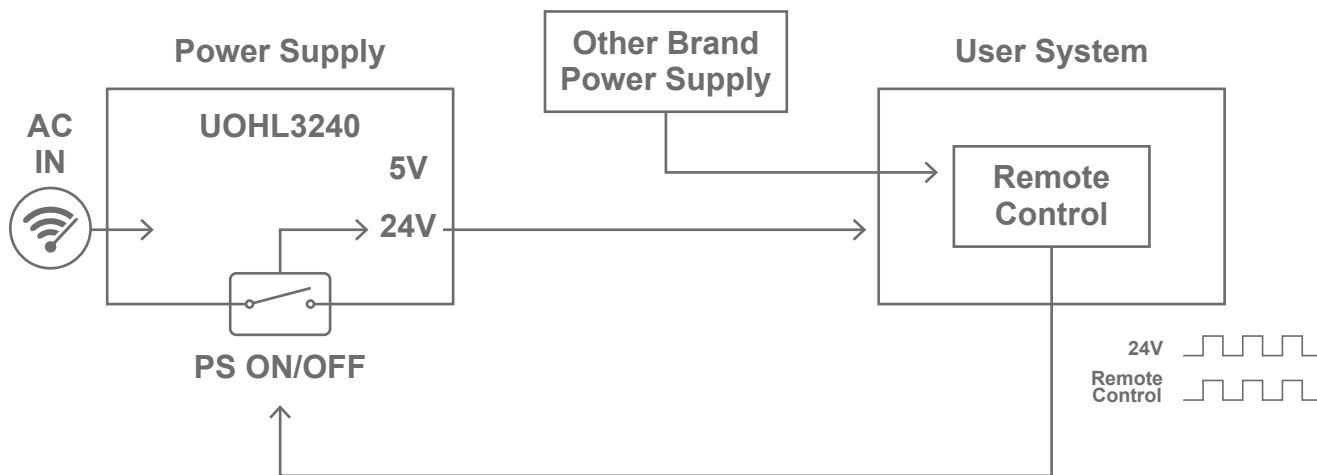 Power Supply
Other Brand
Power Supply
User System
AC
IN
UOHL3240
5V
24V
Remote
Control
PS ON/OFF
24V
Remote
Control